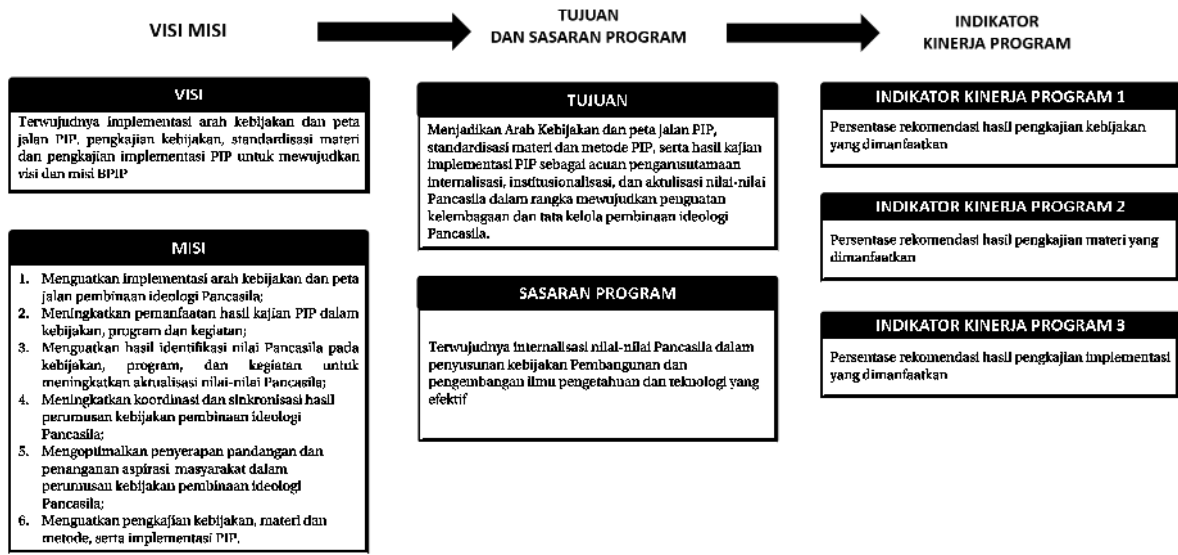 VISI MISI
TUJUAN
DAN SASARAN PROGRAM
INDIKATOR
KINERJA PROGRAM
VISI
Terwujudnya implementasi arah kebijakan dan peta
jalan PIP, pengkajian kebijakan, standardisasi materi
dan pengkajian implementasi PIP untuk mewujudkan
visi dan misi BPIP
MISI
1. Menguatkan implementasi arah kebijakan dan peta
jalan pembinaan ideologi Pancasila;
2. Meningkatkan pemanfaatan hasil kajian PIP dalam
kebijakan, program dan kegiatan;
3. Menguatkan hasil identifikasi nilai Pancasila pada
kebijakan, program, dan kegiatan untuk
meningkatkan aktualisasi nilai-nilai Pancasila;
4. Meningkatkan koordinasi dan sinkronisasi hasil
perumusan kebijakan pembinaan ideologi
Pancasila;
5. Mengoptimalkan penyerapan pandangan dan
penanganan aspirasi masyarakat dalam
perumusan kebijakan pembinaan ideologi
Pancasila;
6. Menguatkan pengkajian kebijakan, materi dan
metode, serta implementasi PIP.
TUJUAN
Menjadikan Arah Kebijakan dan peta jalan PIP,
standardisasi materi dan metode PIP, serta hasil kajian
implementasi PIP sebagai acuan pengarusutamaan
internalisasi, institusionalisasi, dan aktulisasi nilai-nilai
Pancasila dalam rangka mewujudkan penguatan
kelembagaan dan tata kelola pembinaan ideologi
Pancasila.
SASARAN PROGRAM
Terwujudnya internalisasi nilai-nilai Pancasila dalam
penyusunan kebijakan Pembangunan dan
pengembangan ilmu pengetahuan dan teknologi yang
efektif
INDIKATOR KINERJA PROGRAM 1
Persentase rekomendasi hasil pengkajian kebijakan
yang dimanfaatkan
INDIKATOR KINERJA PROGRAM 2
Persentase rekomendasi hasil pengkajian materi yang
dimanfaatkan
INDIKATOR KINERJA PROGRAM 3
Persentase rekomendasi hasil pengkajian implementasi
yang dimanfaatkan